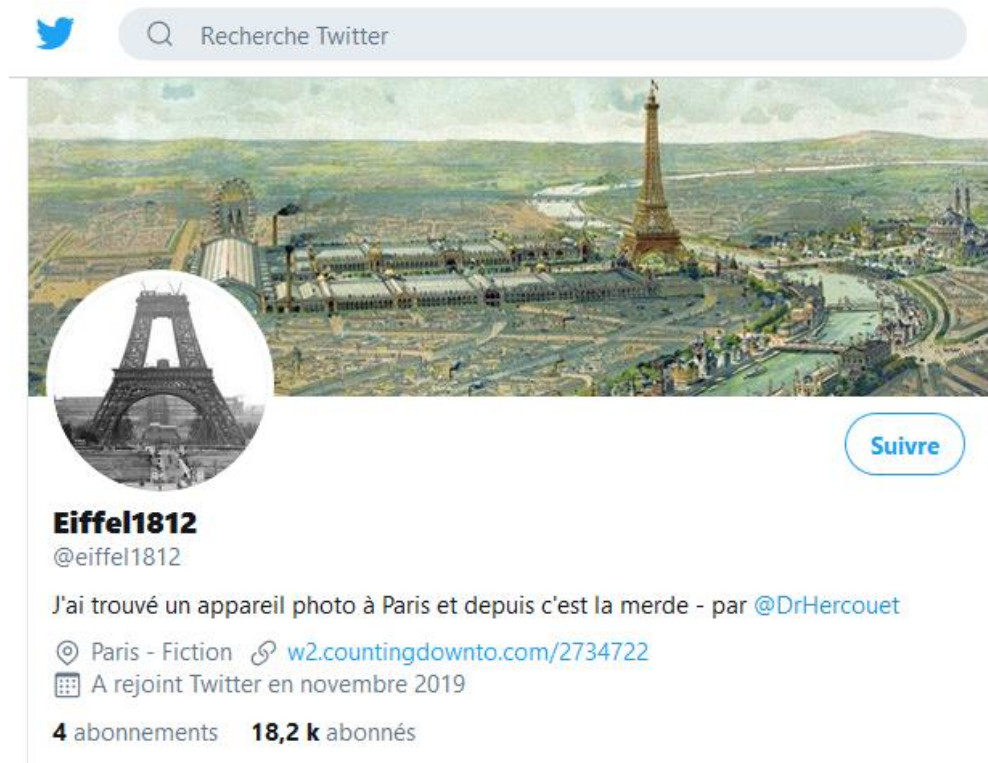 Recherche Twitter
Suivre
Eiffel1812
@eiffel1812
J'ai trouvé un appareil photo à Paris et depuis c'est la merde - par @DrHercouet
Paris - Fiction w2.countingdownto.com/2734722
A rejoint Twitter en novembre 2019
4 abonnements 18,2 k abonnés